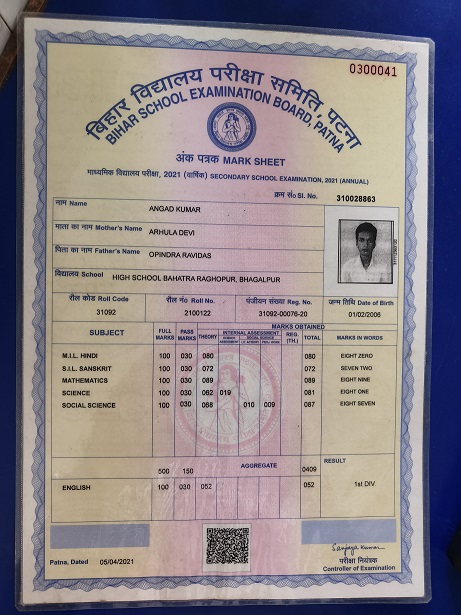 0300041
बिहार विद्यालय परीक्षा समिति, पटना
BIHAR SCHOOL EXAMINATION BOARD, PATNA
अंक पत्रक MARK SHEET
माध्यमिक विद्यालय परीक्षा, 2021 (वार्षिक) SECONDARY SCHOOL EXAMINATION, 2021 (ANNUAL)
क्रम सं० Sl. No. 310028863
नाम Name ANGAD KUMAR
माता का नाम Mother's Name ARHULA DEVI
पिता का नाम Father's Name OPINDRA RAVIDAS
विद्यालय School HIGH SCHOOL BAHATRA RAGHOPUR, BHAGALPUR
रौल कोड Roll Code रौल नं० Roll No. पंजीयन संख्या Reg. No. जन्म तिथि Date of Birth
31092 2100122 31092-00076-20 01/02/2006
MARKS OBTAINED
SUBJECT FULL MARKS PASS MARKS THEORY INTERNAL ASSESSMENT REG. (TH.) TOTAL MARKS IN WORDS
M.I.L. HINDI 100 030 080 080 EIGHT ZERO
S.I.L. SANSKRIT 100 030 072 072 SEVEN TWO
MATHEMATICS 100 030 089 089 EIGHT NINE
SCIENCE 100 030 062 019 081 EIGHT ONE
SOCIAL SCIENCE 100 030 068 010 009 087 EIGHT SEVEN
500 150 AGGREGATE 0409 RESULT
ENGLISH 100 030 052 052 1st DIV.
Sanjaya Kumar
परीक्षा नियंत्रक
Patna, Dated 05/04/2021 Controller of Examination